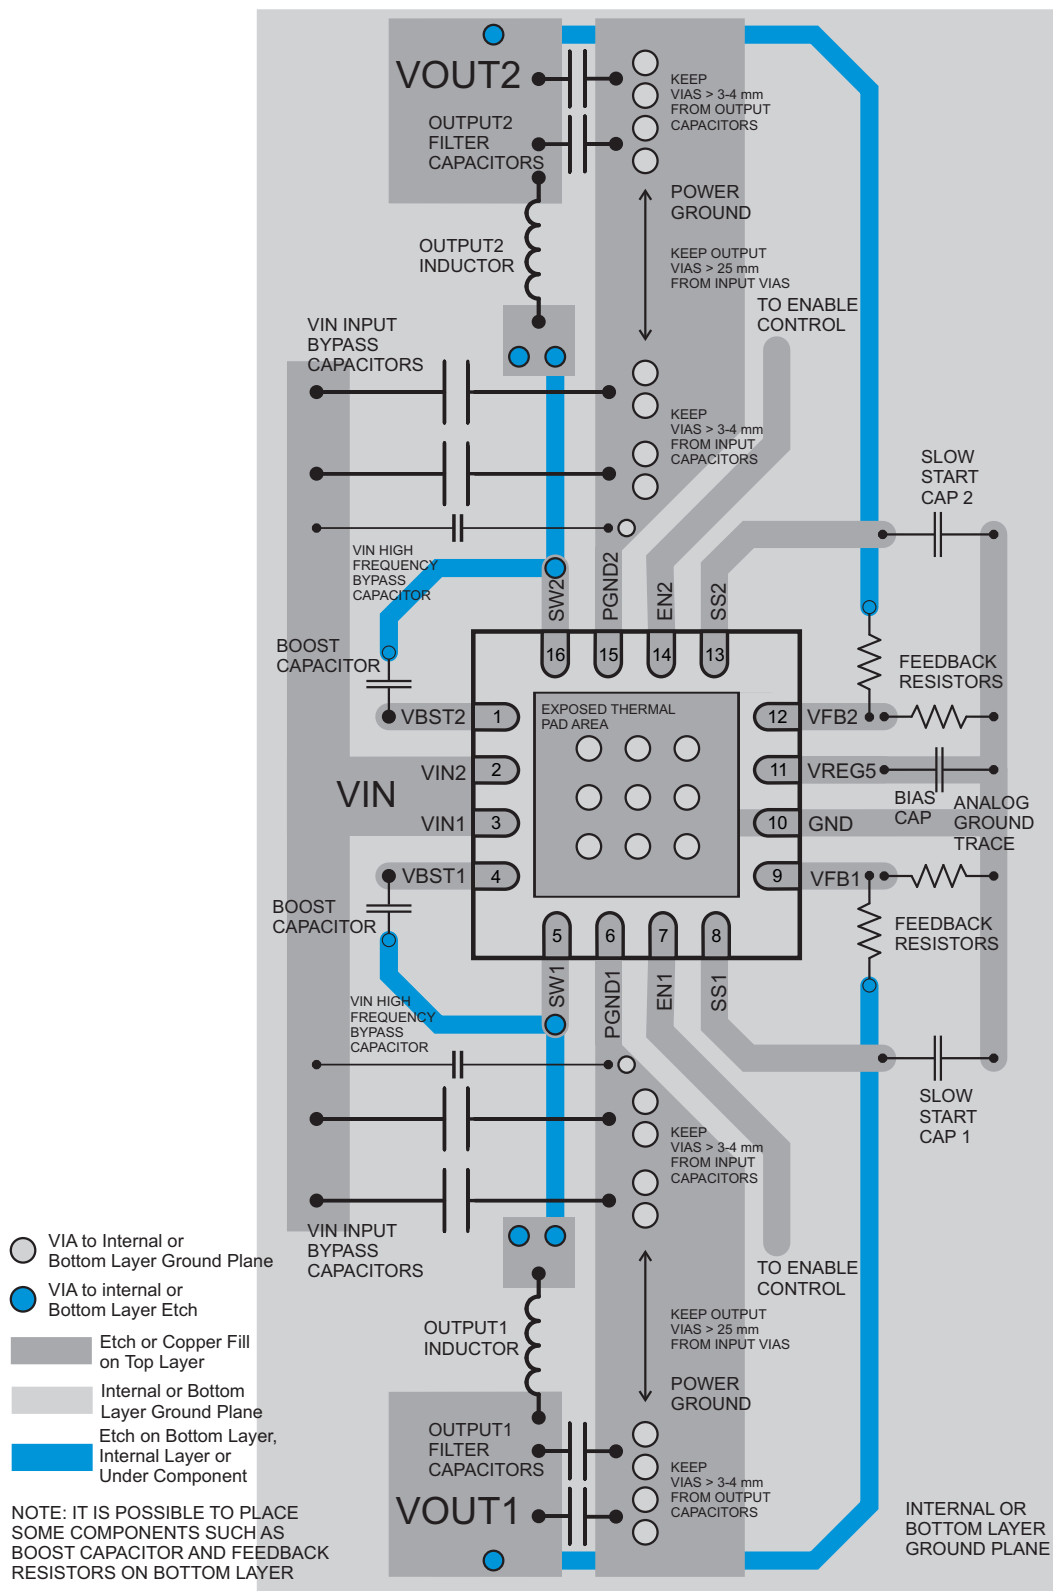 VOUT2
KEEP
VIAS > 3-4 mm
FROM OUTPUT
CAPACITORS
OUTPUT2
FILTER
CAPACITORS
POWER
GROUND
OUTPUT2
INDUCTOR
KEEP OUTPUT
VIAS > 25 mm
FROM INPUT VIAS
TO ENABLE
CONTROL
VIN INPUT
BYPASS
CAPACITORS
KEEP
VIAS > 3-4 mm
FROM INPUT
CAPACITORS
SLOW
START
CAP 2
VIN HIGH
FREQUENCY
BYPASS
CAPACITOR
SW2
PGND2
EN2
SS2
BOOST
CAPACITOR
16
15
14
13
FEEDBACK
RESISTORS
VBST2
1
EXPOSED THERMAL
PAD AREA
12
VFB2
VIN2
2
11
VREG5
VIN
BIAS
CAP
ANALOG
GROUND
TRACE
VIN1
3
10
GND
VBST1
4
9
VFB1
BOOST
CAPACITOR
5
6
7
8
FEEDBACK
RESISTORS
SW1
PGND1
EN1
SS1
VIN HIGH
FREQUENCY
BYPASS
CAPACITOR
SLOW
START
CAP 1
KEEP
VIAS > 3-4 mm
FROM INPUT
CAPACITORS
VIN INPUT
BYPASS
CAPACITORS
TO ENABLE
CONTROL
OUTPUT1
INDUCTOR
KEEP OUTPUT
VIAS > 25 mm
FROM INPUT VIAS
POWER
GROUND
OUTPUT1
FILTER
CAPACITORS
KEEP
VIAS > 3-4 mm
FROM OUTPUT
CAPACITORS
VOUT1
VIA to Internal or
Bottom Layer Ground Plane
VIA to internal or
Bottom Layer Etch
Etch or Copper Fill
on Top Layer
Internal or Bottom
Layer Ground Plane
Etch on Bottom Layer,
Internal Layer or
Under Component
NOTE: IT IS POSSIBLE TO PLACE
SOME COMPONENTS SUCH AS
BOOST CAPACITOR AND FEEDBACK
RESISTORS ON BOTTOM LAYER
INTERNAL OR
BOTTOM LAYER
GROUND PLANE